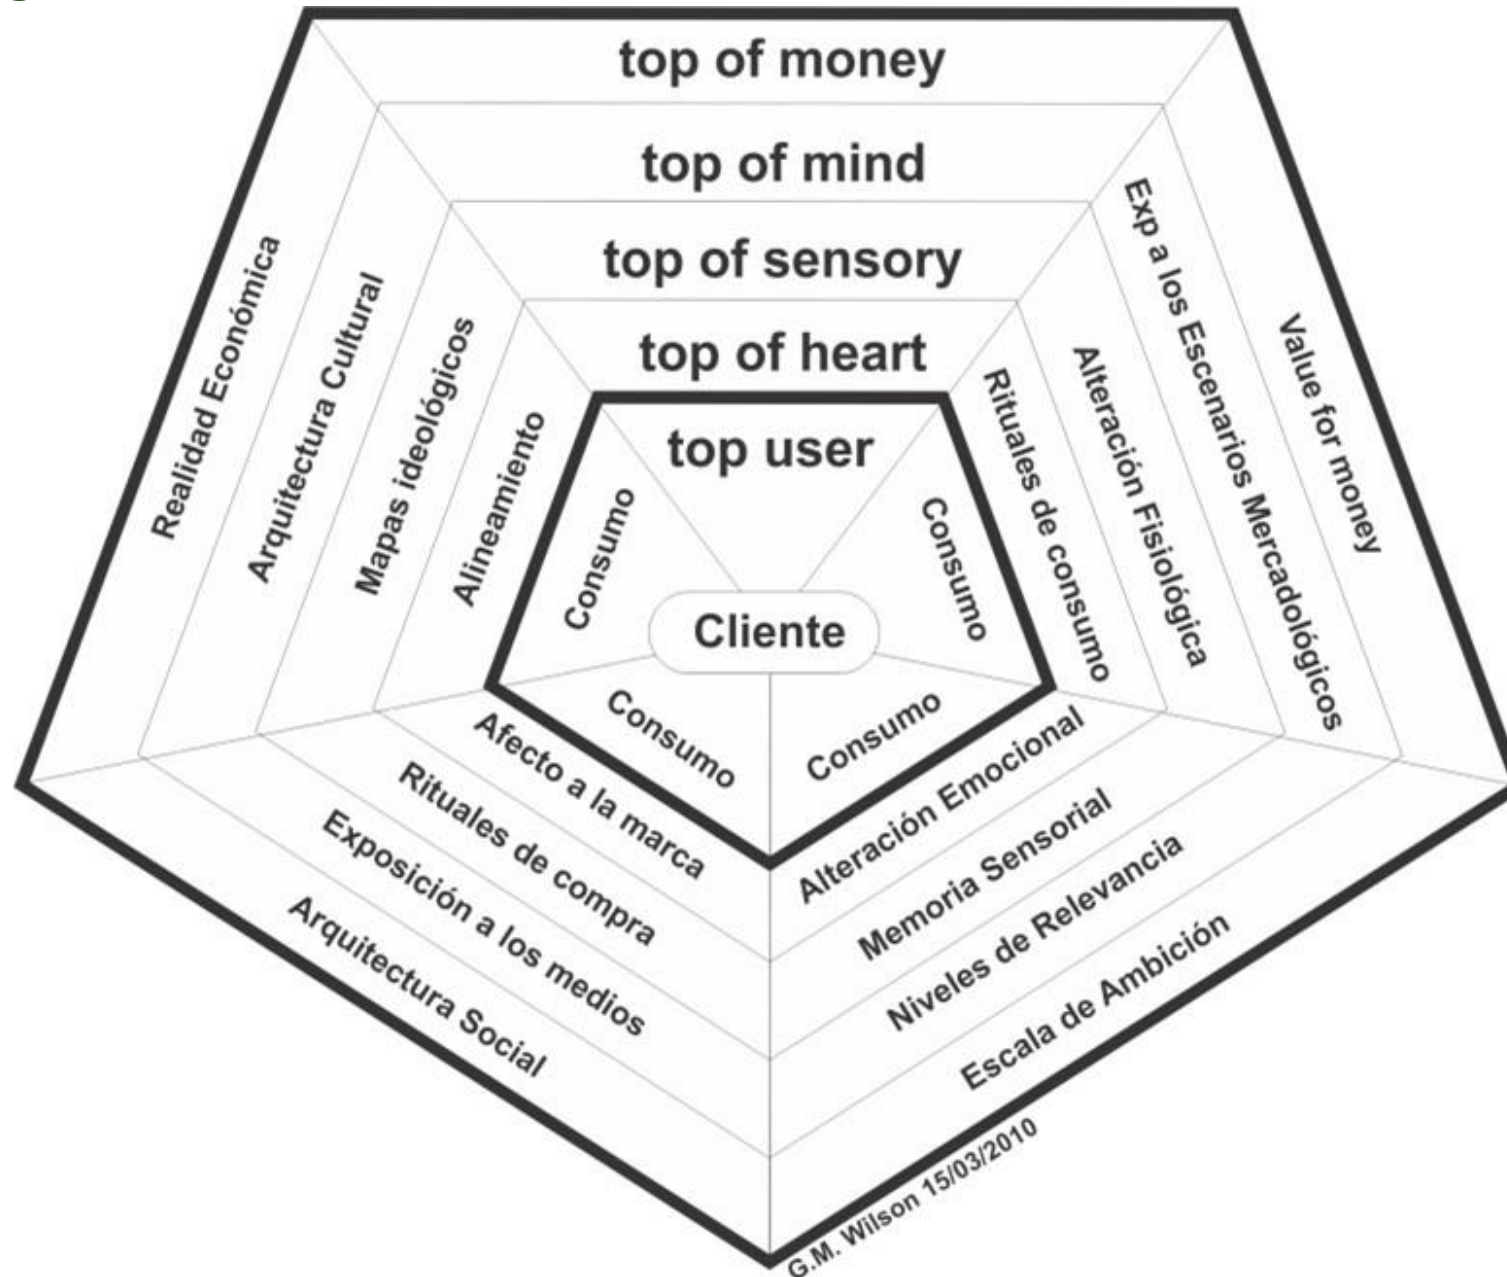 top of money
top of mind
top of sensory
top of heart
top user
Cliente
Realidad Económica
Arquitectura Cultural
Mapas ideológicos
Alineamiento
Consumo
Consumo
Rituales de consumo
Alteración Fisiológica
Exp a los Escenarios Mercadológicos
Value for money
Consumo
Afecto a la marca
Rituales de compra
Exposición a los medios
Arquitectura Social
Consumo
Alteración Emocional
Memoria Sensorial
Niveles de Relevancia
Escala de Ambición
G.M. Wilson 15/03/2010